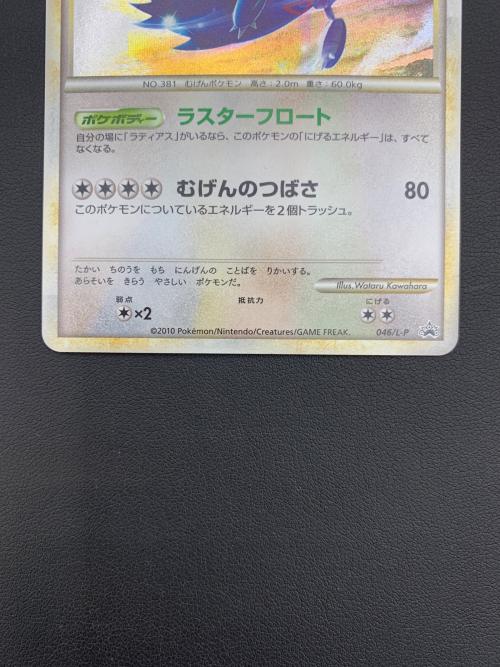 NO.381 むげんポケモン 高さ：2.0m 重さ：60.0kg
ポケボディー ラスターフロート
自分の場に「ラティアス」がいるなら、このポケモンの「にげるエネルギー」は、すべて
なくなる。
むげんのつばさ 80
このポケモンについているエネルギーを2個トラッシュ。
たかい ちのうを もち にんげんの ことばを りかいする。
あらそいを きらう やさしい ポケモンだ。
Illus.Wataru Kawahara
弱点 抵抗力 にげる
×2
©2010 Pokémon/Nintendo/Creatures/GAME FREAK. 046/L-P